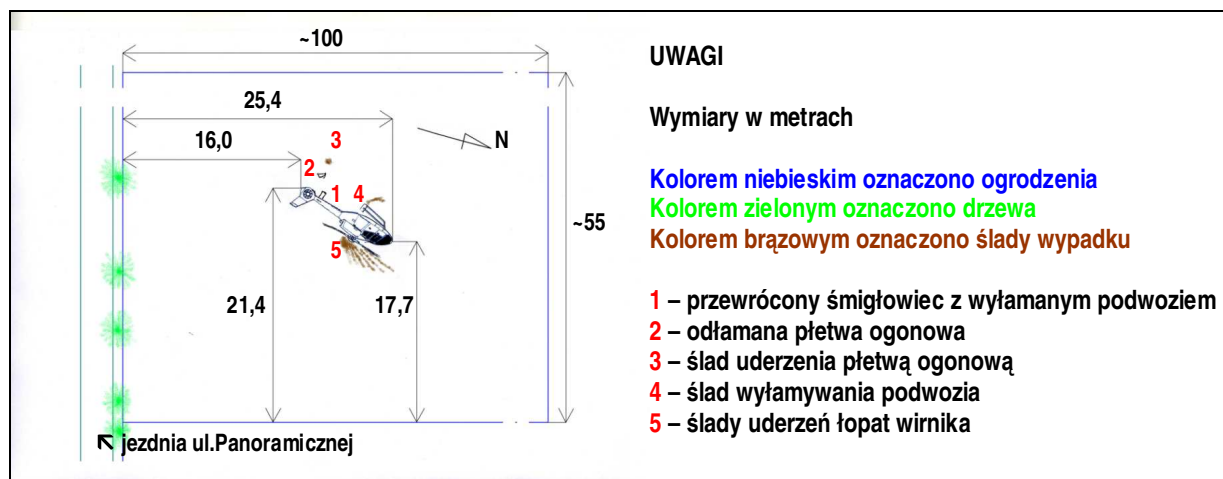 ~100
25,4
16,0
3
N
2
1
4
~55
5
21,4
17,7
jezdnia ul.Panoramicznej
UWAGI
Wymiary w metrach
Kolorem niebieskim oznaczono ogrodzenia
Kolorem zielonym oznaczono drzewa
Kolorem brązowym oznaczono ślady wypadku
1 – przewrócony śmigłowiec z wyłamanym podwoziem
2 – odłamana płetwa ogonowa
3 – ślad uderzenia płetwą ogonową
4 – ślad wyłamywania podwozia
5 – ślady uderzeń łopat wirnika